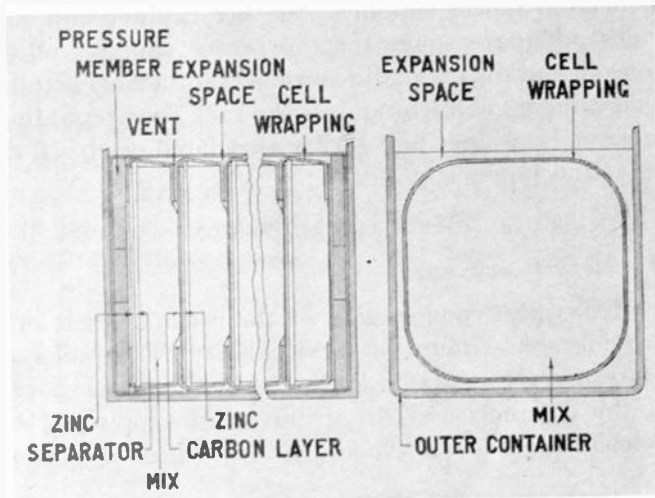 PRESSURE
MEMBER
EXPANSION
SPACE
VENT
CELL
WRAPPING
EXPANSION
SPACE
CELL
WRAPPING
ZINC
SEPARATOR
MIX
ZINC
CARBON LAYER
MIX
OUTER CONTAINER